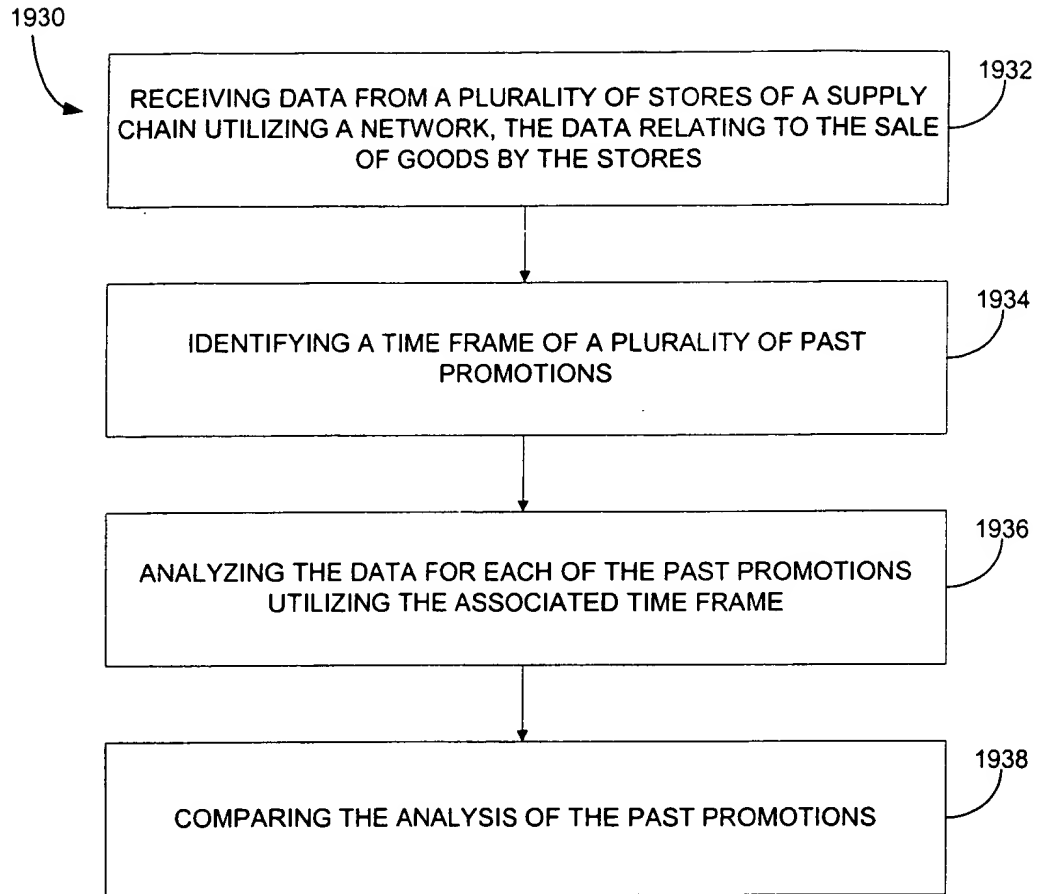 1930
1932
RECEIVING DATA FROM A PLURALITY OF STORES OF A SUPPLY
CHAIN UTILIZING A NETWORK, THE DATA RELATING TO THE SALE
OF GOODS BY THE STORES
1934
IDENTIFYING A TIME FRAME OF A PLURALITY OF PAST
PROMOTIONS
1936
ANALYZING THE DATA FOR EACH OF THE PAST PROMOTIONS
UTILIZING THE ASSOCIATED TIME FRAME
1938
COMPARING THE ANALYSIS OF THE PAST PROMOTIONS